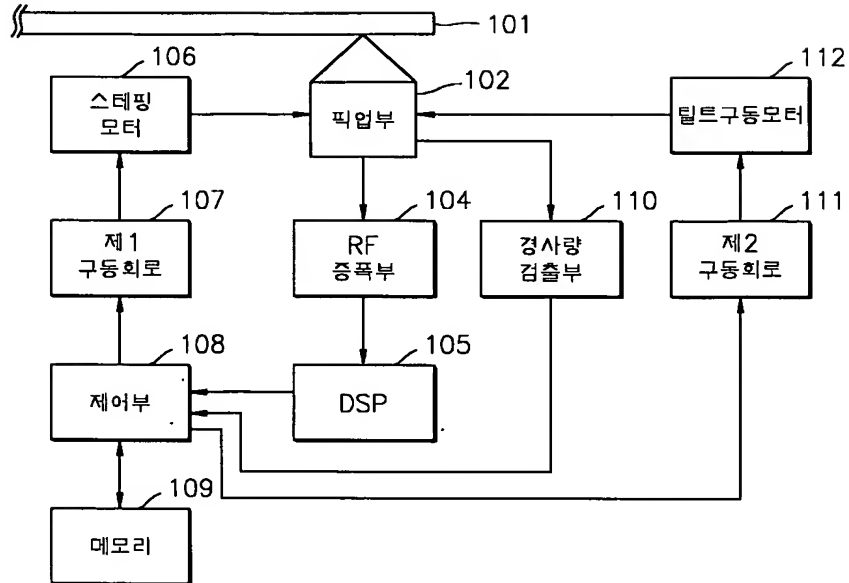 101
106
스테핑
모터
102
픽업부
112
틸트구동모터
107
제1
구동회로
104
RF
증폭부
110
경사량
검출부
111
제2
구동회로
108
제어부
105
DSP
109
메모리